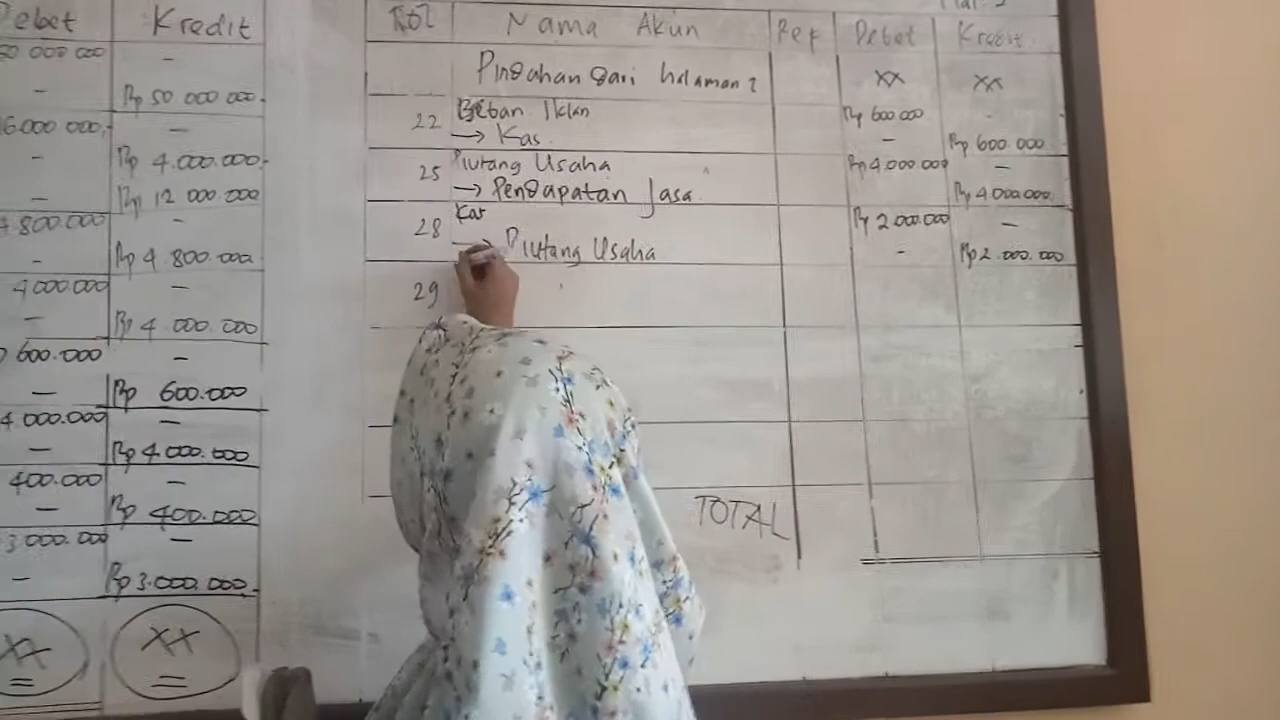 Debet Kredit
50 000 000 -
- Rp 50 000 000.
6.000 000,- -
- Rp 4.000.000,-
- Rp 12 000 000
4.800.000 -
- Rp 4 800.000
4 000.000 -
- Rp 4 000.000
600.000 -
- Rp 600.000
4 000.000 -
- Rp 4 000.000
400.000 -
- Rp 400.000
3 000.000 -
- Rp 3.000.000
XX XX
Nama Akun Ref Debet Kredit
Pindahan dari halaman 2 XX XX
22 Beban Iklan Rp 600 000 -
→ Kas - Rp 600.000
25 Piutang Usaha Rp 4.000 000 -
→ Pendapatan Jasa Rp 4.000.000
28 Kas Rp 2 000.000 -
→ Piutang Usaha - Rp 2.000.000
29
TOTAL